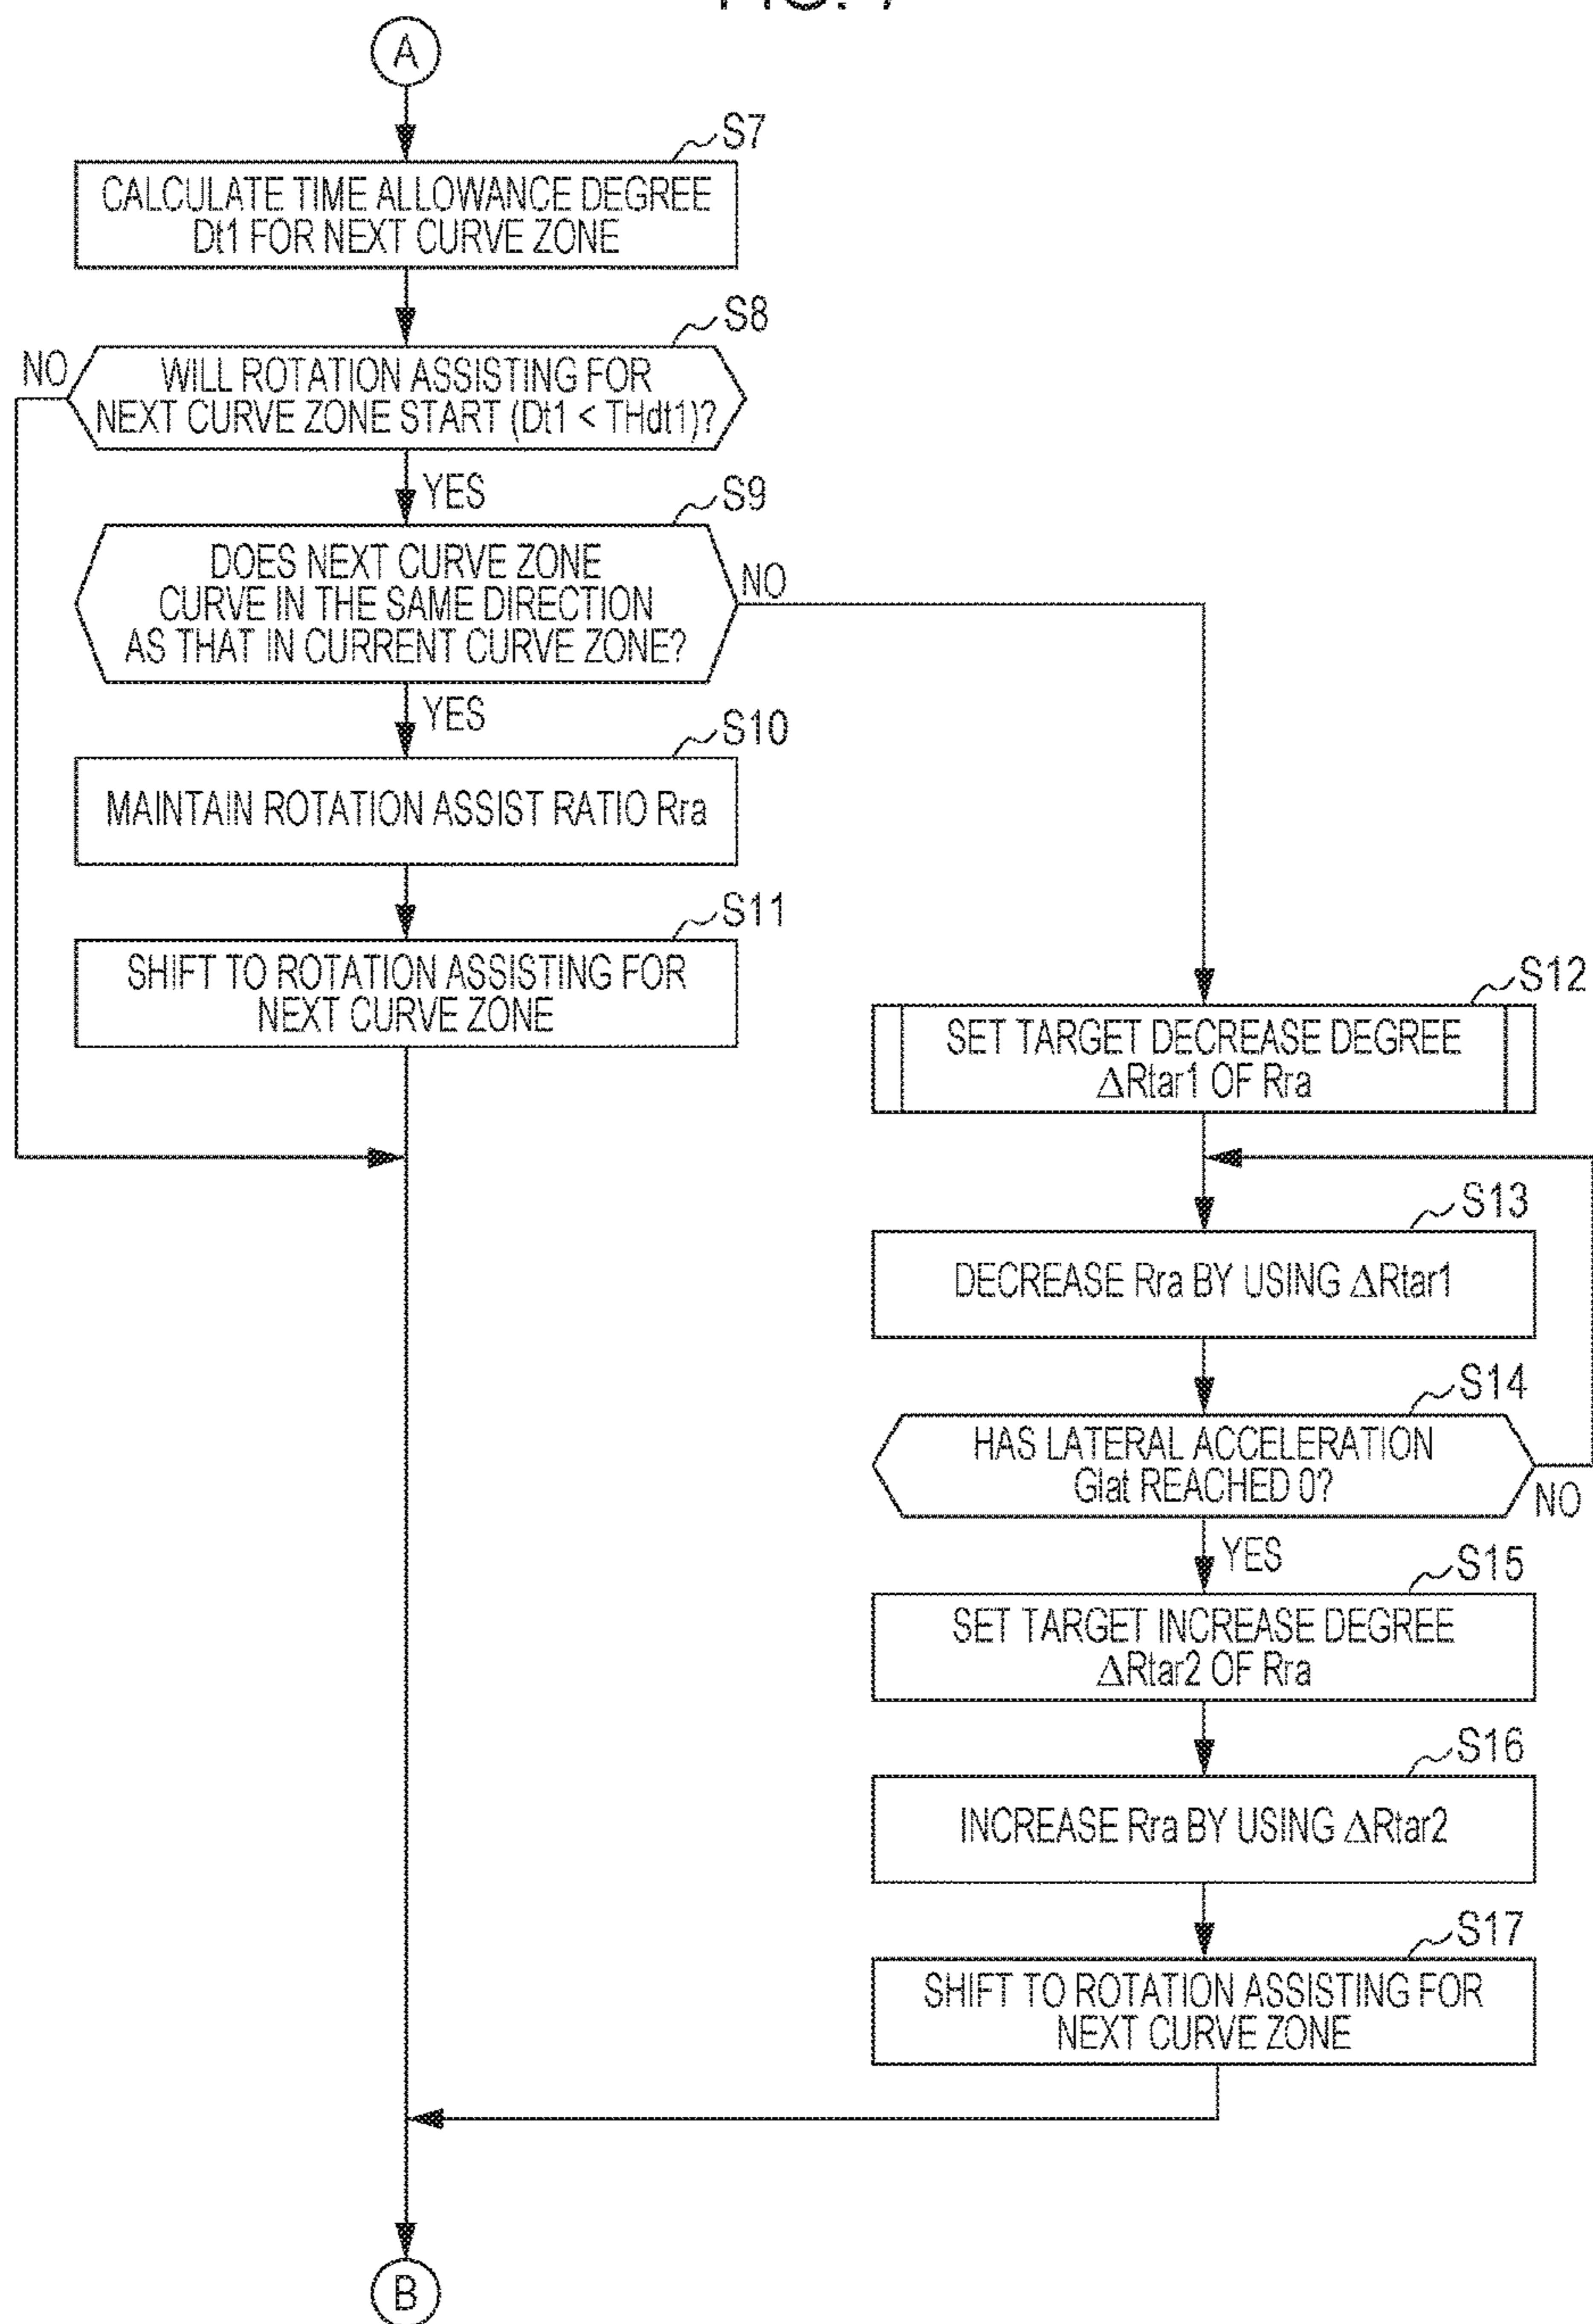 A
S7
CALCULATE TIME ALLOWANCE DEGREE
Dt1 FOR NEXT CURVE ZONE
S8
NO
WILL ROTATION ASSISTING FOR
NEXT CURVE ZONE START (Dt1 < THdt1)?
YES
S9
DOES NEXT CURVE ZONE
CURVE IN THE SAME DIRECTION
AS THAT IN CURRENT CURVE ZONE?
NO
YES
S10
MAINTAIN ROTATION ASSIST RATIO Rra
S11
SHIFT TO ROTATION ASSISTING FOR
NEXT CURVE ZONE
S12
SET TARGET DECREASE DEGREE
ΔRtar1 OF Rra
S13
DECREASE Rra BY USING ΔRtar1
S14
HAS LATERAL ACCELERATION
Glat REACHED 0?
NO
YES
S15
SET TARGET INCREASE DEGREE
ΔRtar2 OF Rra
S16
INCREASE Rra BY USING ΔRtar2
S17
SHIFT TO ROTATION ASSISTING FOR
NEXT CURVE ZONE
B